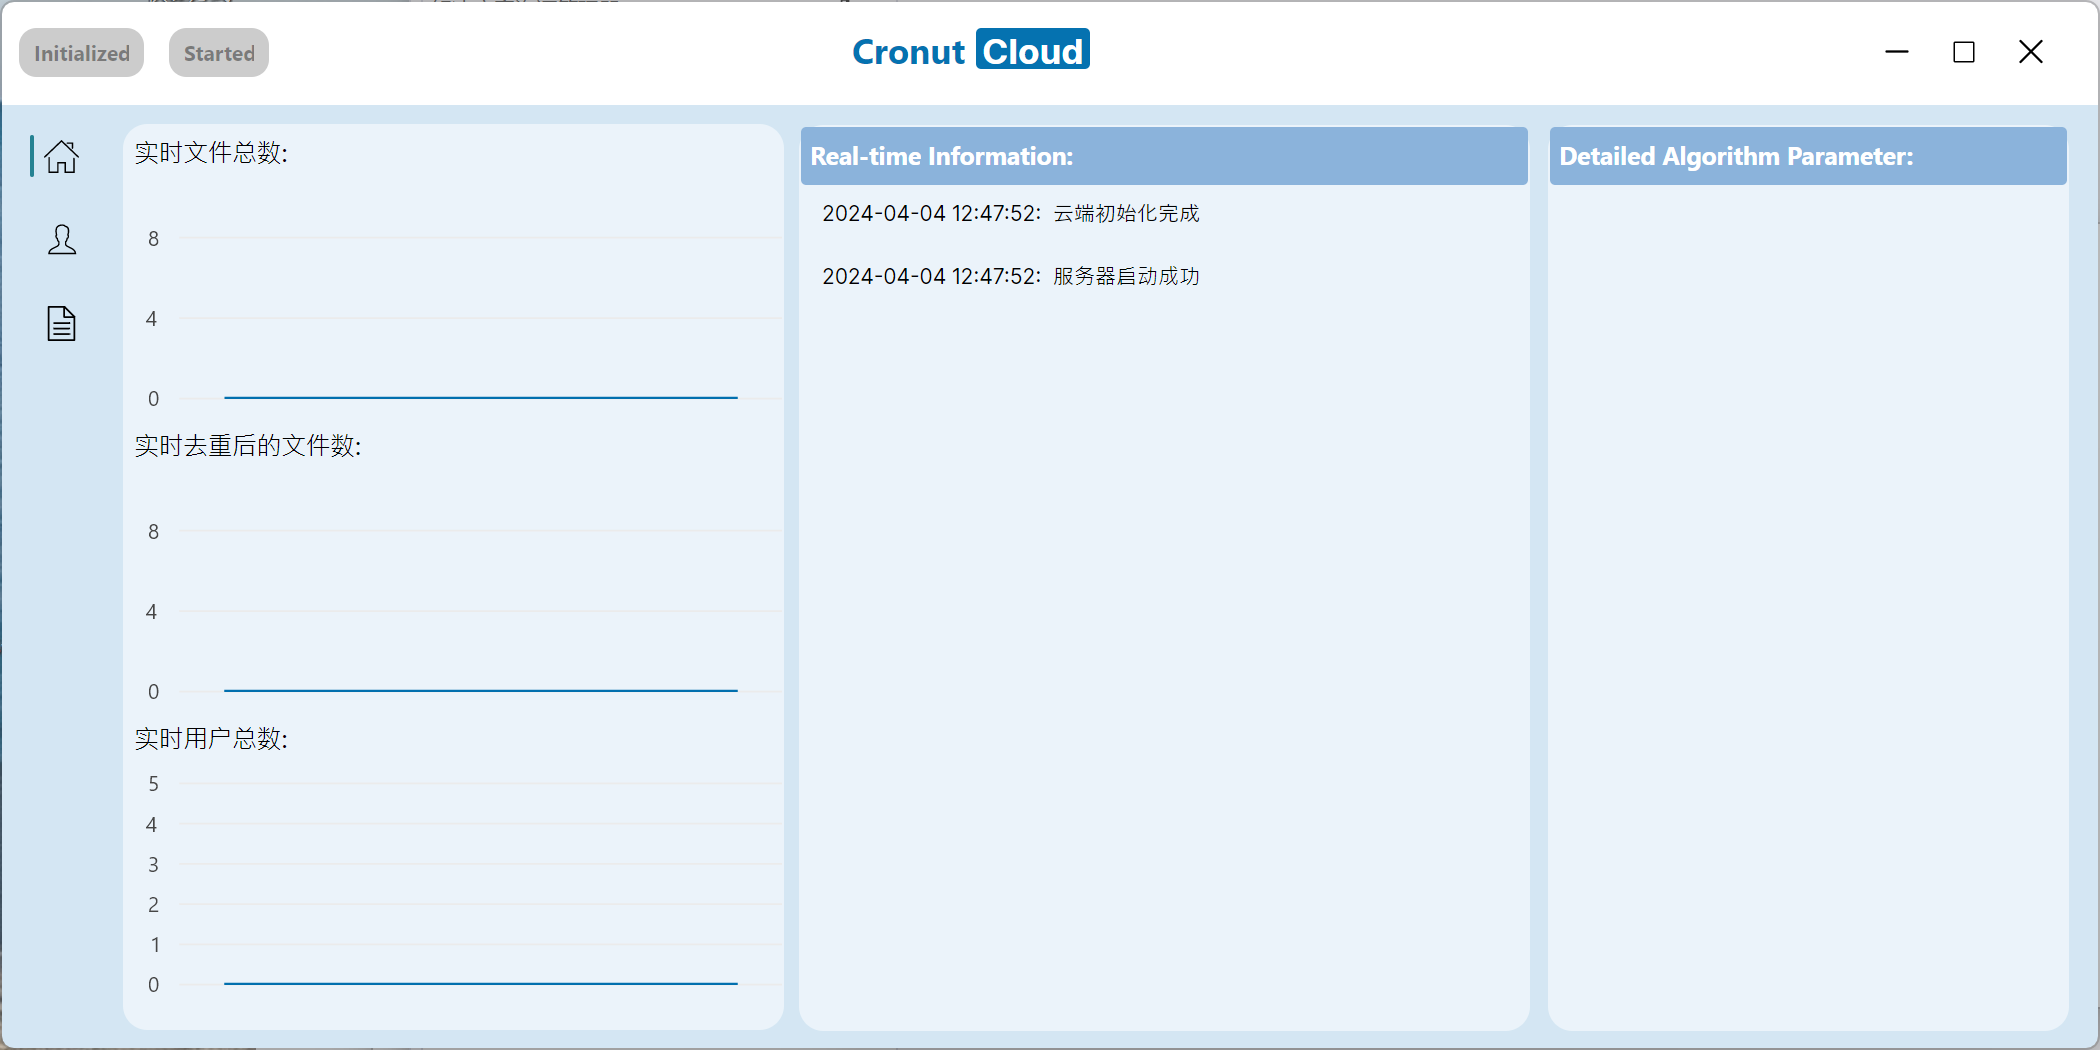 Initialized
Started
Cronut Cloud
实时文件总数:
8
4
0
实时去重后的文件数:
8
4
0
实时用户总数:
5
4
3
2
1
0
Real-time Information:
2024-04-04 12:47:52: 云端初始化完成
2024-04-04 12:47:52: 服务器启动成功
Detailed Algorithm Parameter: